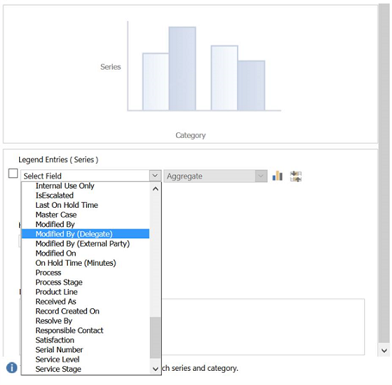 Series
Category
Legend Entries ( Series )
Select Field
Aggregate
Internal Use Only
IsEscalated
Last On Hold Time
Master Case
Modified By
Modified By (Delegate)
Modified By (External Party)
Modified On
On Hold Time (Minutes)
Process
Process Stage
Product Line
Received As
Record Created On
Resolve By
Responsible Contact
Satisfaction
Serial Number
Service Level
Service Stage
ch series and category.